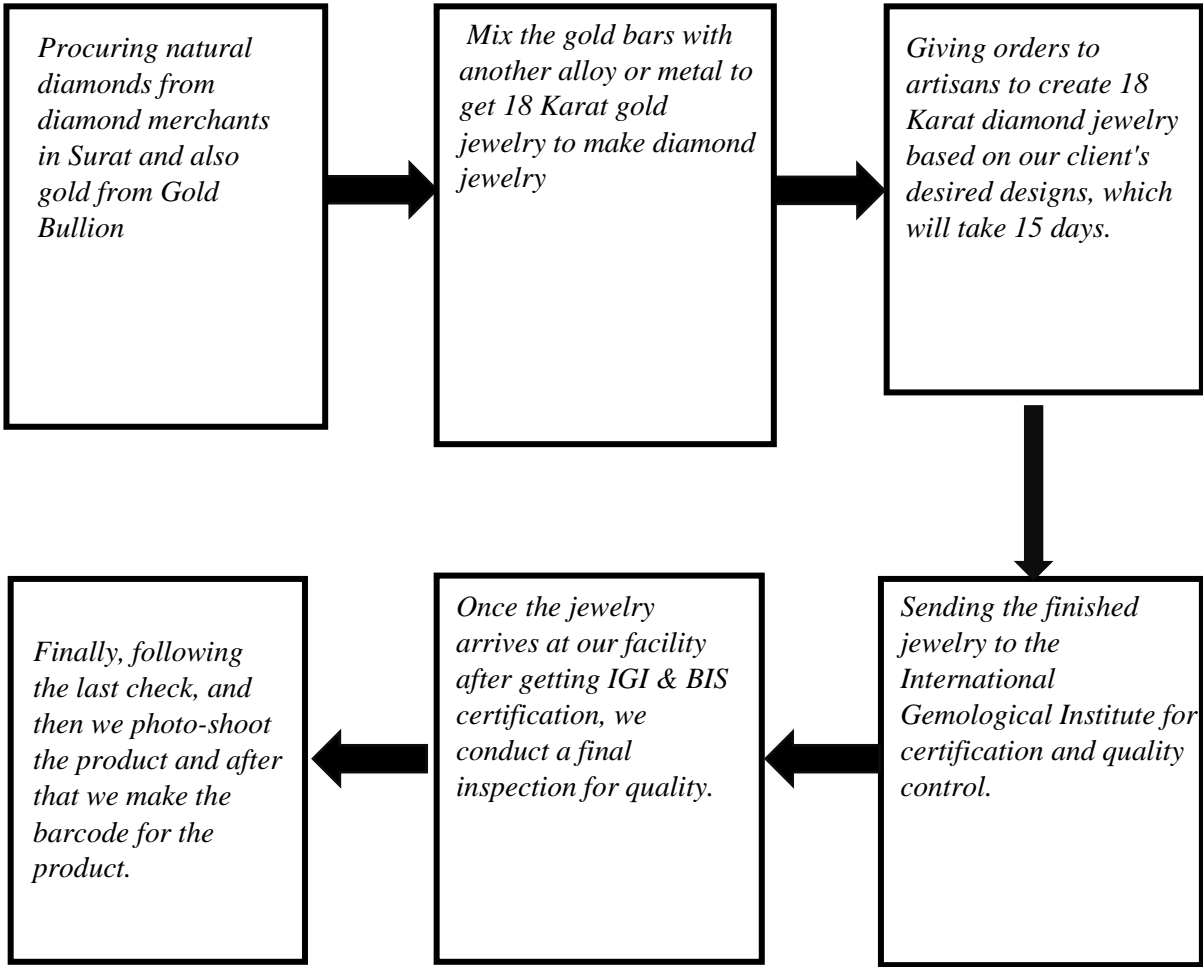 Procuring natural
diamonds from
diamond merchants
in Surat and also
gold from Gold
Bullion
Mix the gold bars with
another alloy or metal to
get 18 Karat gold
jewelry to make diamond
jewelry
Giving orders to
artisans to create 18
Karat diamond jewelry
based on our client's
desired designs, which
will take 15 days.
Sending the finished
jewelry to the
International
Gemological Institute for
certification and quality
control.
Once the jewelry
arrives at our facility
after getting IGI & BIS
certification, we
conduct a final
inspection for quality.
Finally, following
the last check, and
then we photo-shoot
the product and after
that we make the
barcode for the
product.